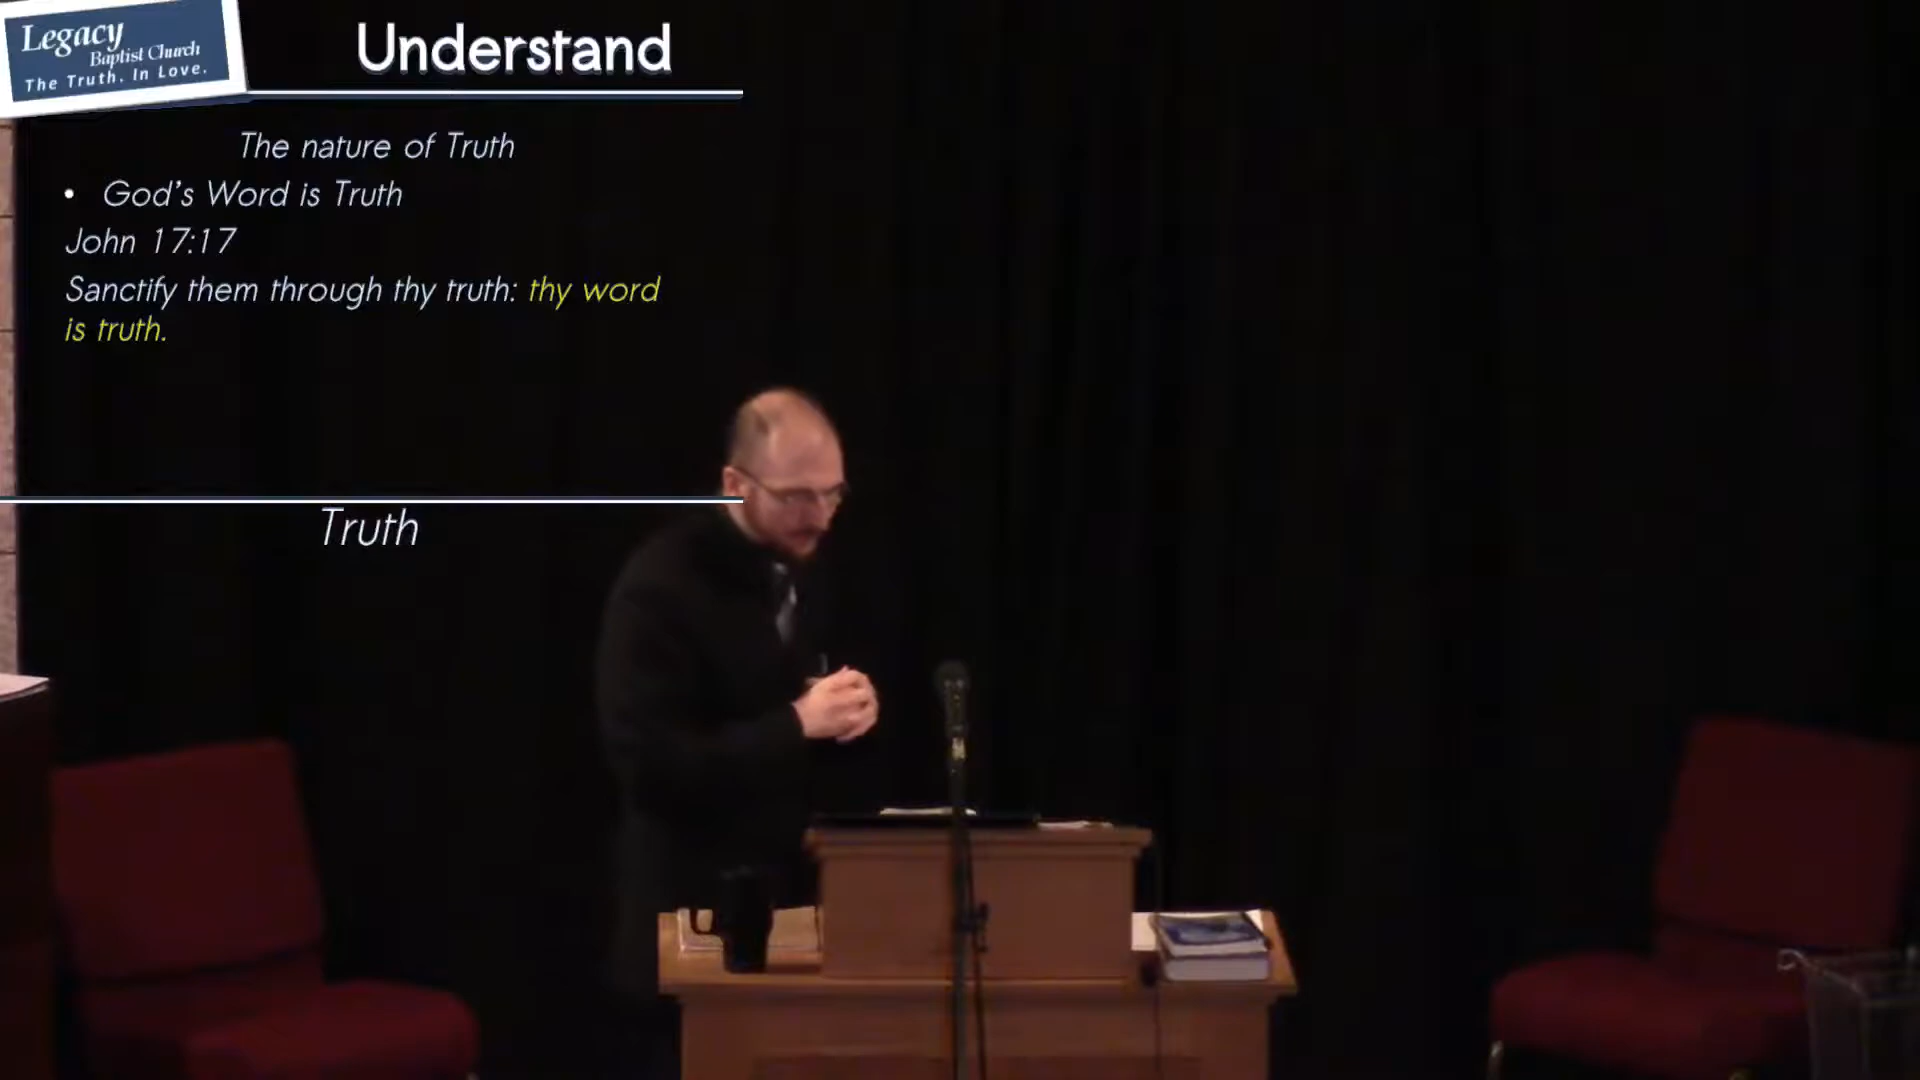 Legacy
Baptist Church
The Truth. In Love.
Understand
The nature of Truth
• God's Word is Truth
John 17:17
Sanctify them through thy truth: thy word
is truth.
Truth